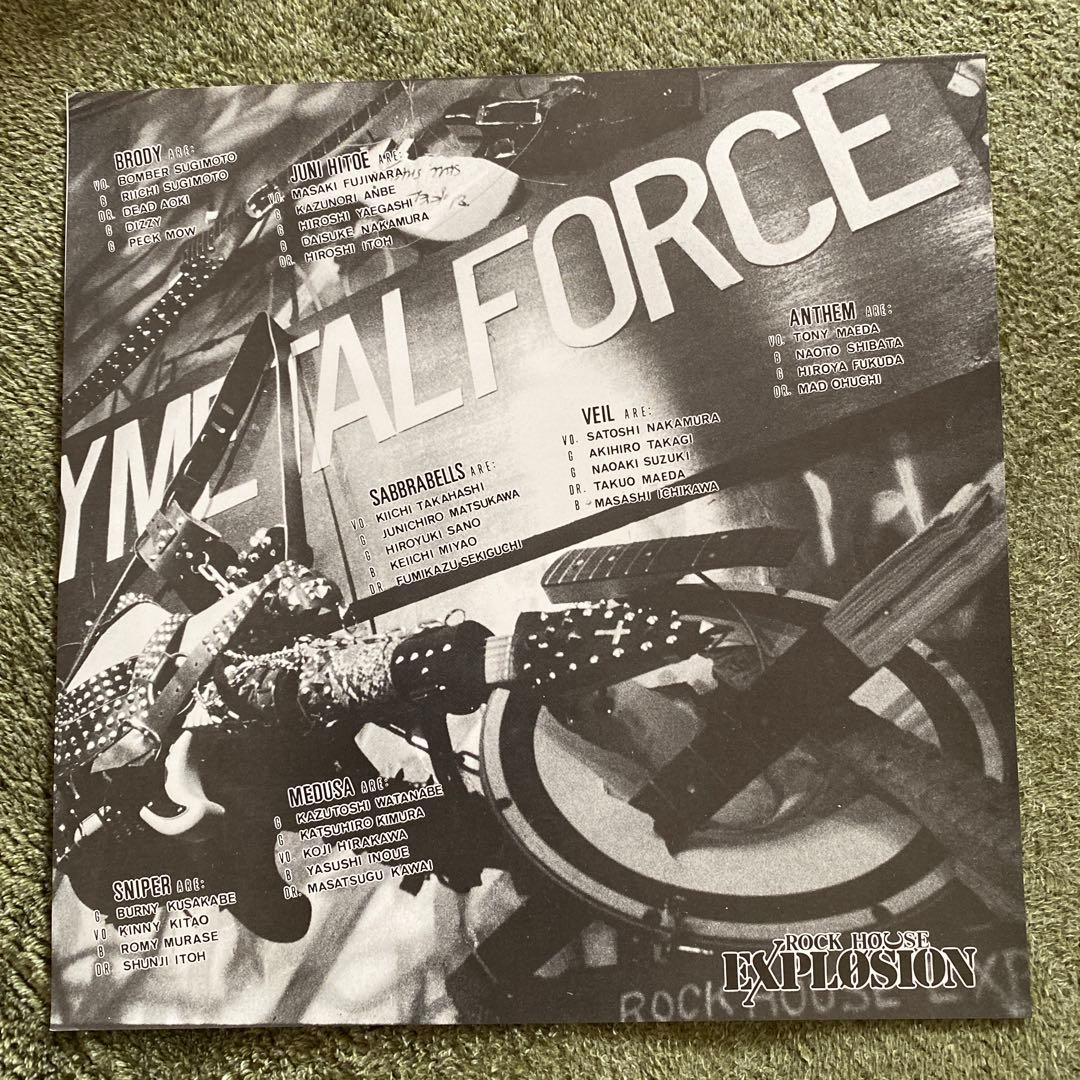 BRODY ARE:
VO. BOMBER SUGIMOTO
B RIICHI SUGIMOTO
DR. DEAD AOKI
G DIZZY
G PECK MOW
JUNI HITOE ARE:
VO. MASAKI FUJIWARA
G KAZUNORI ANBE
G HIROSHI YAEGASHI
B DAISUKE NAKAMURA
DR. HIROSHI ITOH
YMETALFORCE
ANTHEM ARE:
VO. TONY MAEDA
B NAOTO SHIBATA
G HIROYA FUKUDA
DR. MAD OHUCHI
VEIL ARE:
VO. SATOSHI NAKAMURA
G AKIHIRO TAKAGI
G NAOAKI SUZUKI
DR. TAKUO MAEDA
B MASASHI ICHIKAWA
SABBRABELLS ARE:
VO. KIICHI TAKAHASHI
G JUNICHIRO MATSUKAWA
G HIROYUKI SANO
B KEIICHI MIYAO
DR. FUMIKAZU SEKIGUCHI
MEDUSA ARE:
G KAZUTOSHI WATANABE
G KATSUHIRO KIMURA
VO. KOJI HIRAKAWA
B YASUSHI INOUE
DR. MASATSUGU KAWAI
SNIPER ARE:
G BURNY KUSAKABE
VO KINNY KITAO
B ROMY MURASE
DR SHUNJI ITOH
ROCK HOUSE
EXPLØSION
ROCK HOUSE EXP